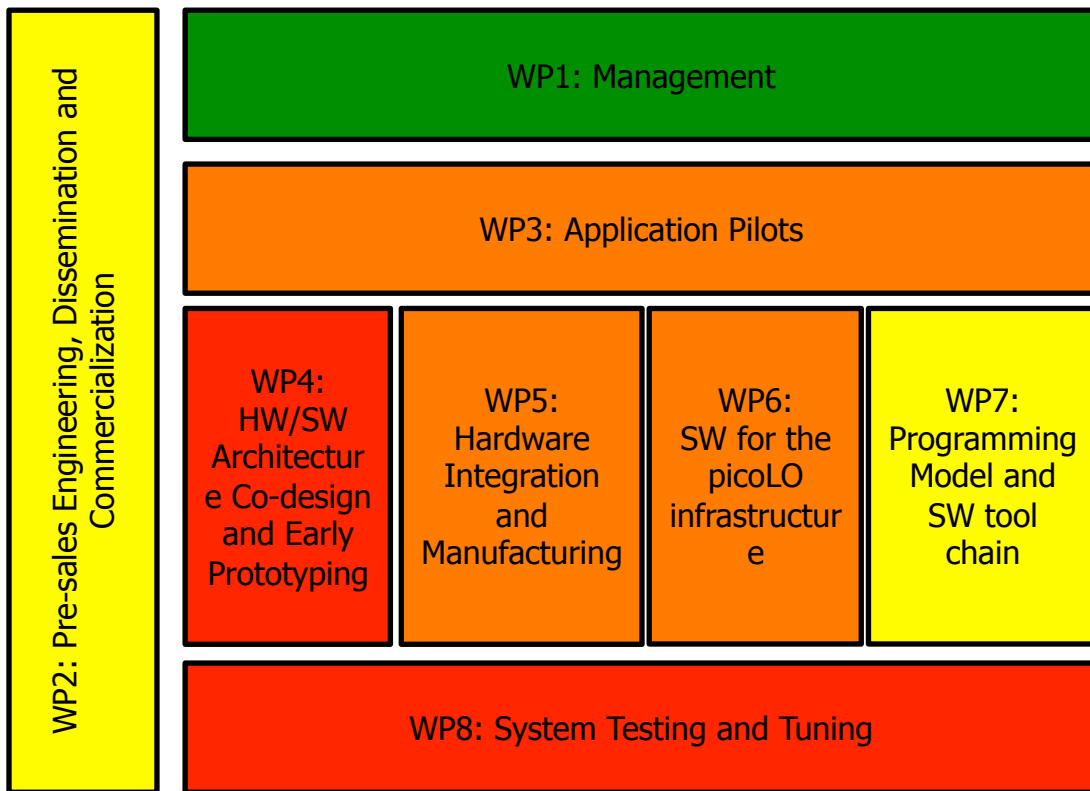 WP2: Pre-sales Engineering, Dissemination and
Commercialization
WP1: Management
WP3: Application Pilots
WP4:
HW/SW
Architectur
e Co-design
and Early
Prototyping
WP5:
Hardware
Integration
and
Manufacturing
WP6:
SW for the
picoLO
infrastructur
e
WP7:
Programming
Model and
SW tool
chain
WP8: System Testing and Tuning